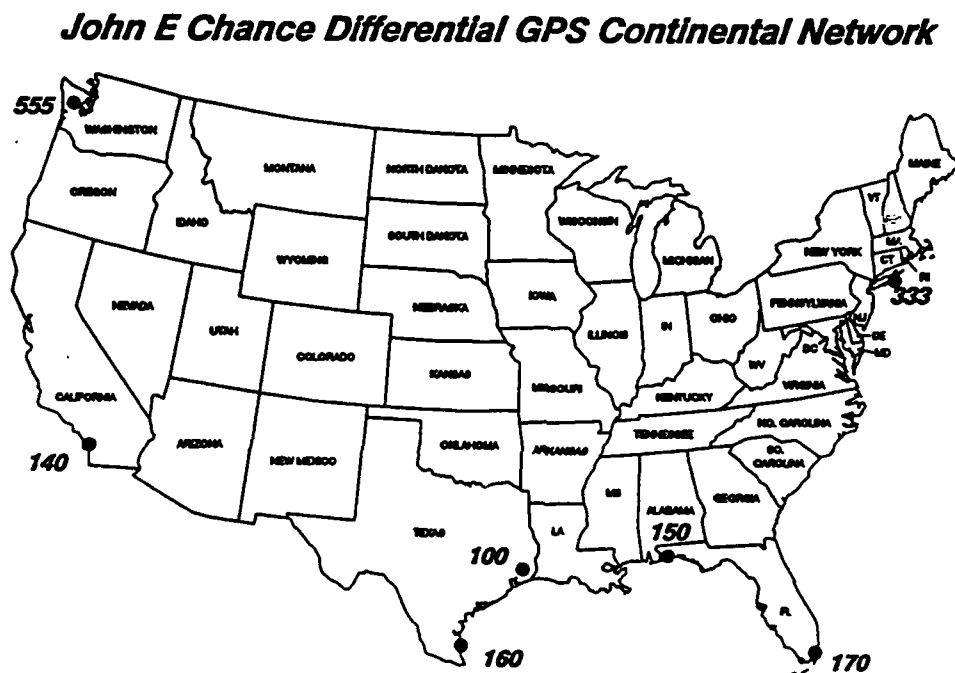 John E Chance Differential GPS Continental Network
555
WASHINGTON
MONTANA
NORTH DAKOTA
MINNESOTA
MAINE
OREGON
IDAHO
VT
WISCONSIN
SOUTH DAKOTA
MA
NEW YORK
WYOMING
MICHIGAN
CT
RI
333
NEVADA
NEBRASKA
IOWA
PENNSYLVANIA
UTAH
ILLINOIS
IN
OHIO
NJ
DE
COLORADO
DC
MD
KANSAS
WV
MISSOURI
VIRGINIA
CALIFORNIA
KENTUCKY
NO. CAROLINA
TENNESSEE
140
ARIZONA
OKLAHOMA
ARKANSAS
SO.
CAROLINA
NEW MEXICO
MS
GEORGIA
ALABAMA
TEXAS
LA
150
100
FL
160
170